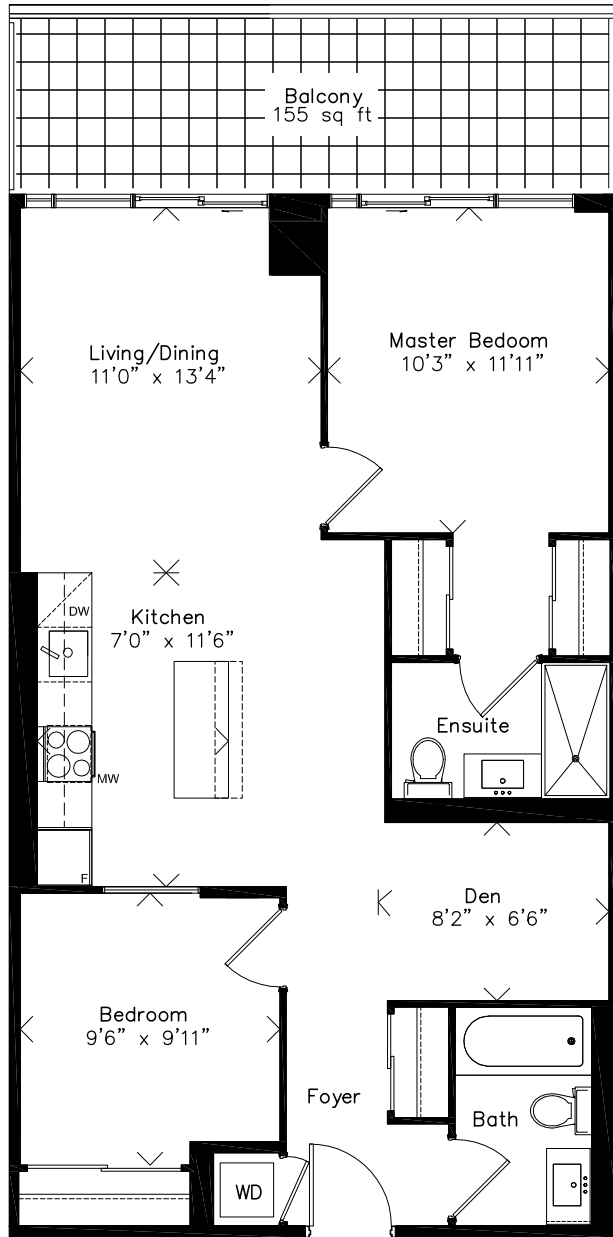 Balcony
155 sq ft
Living/Dining
11'0" x 13'4"
Master Bedoom
10'3" x 11'11"
DW
Kitchen
7'0" x 11'6"
MW
F
Ensuite
Den
8'2" x 6'6"
Bedroom
9'6" x 9'11"
Foyer
Bath
WD